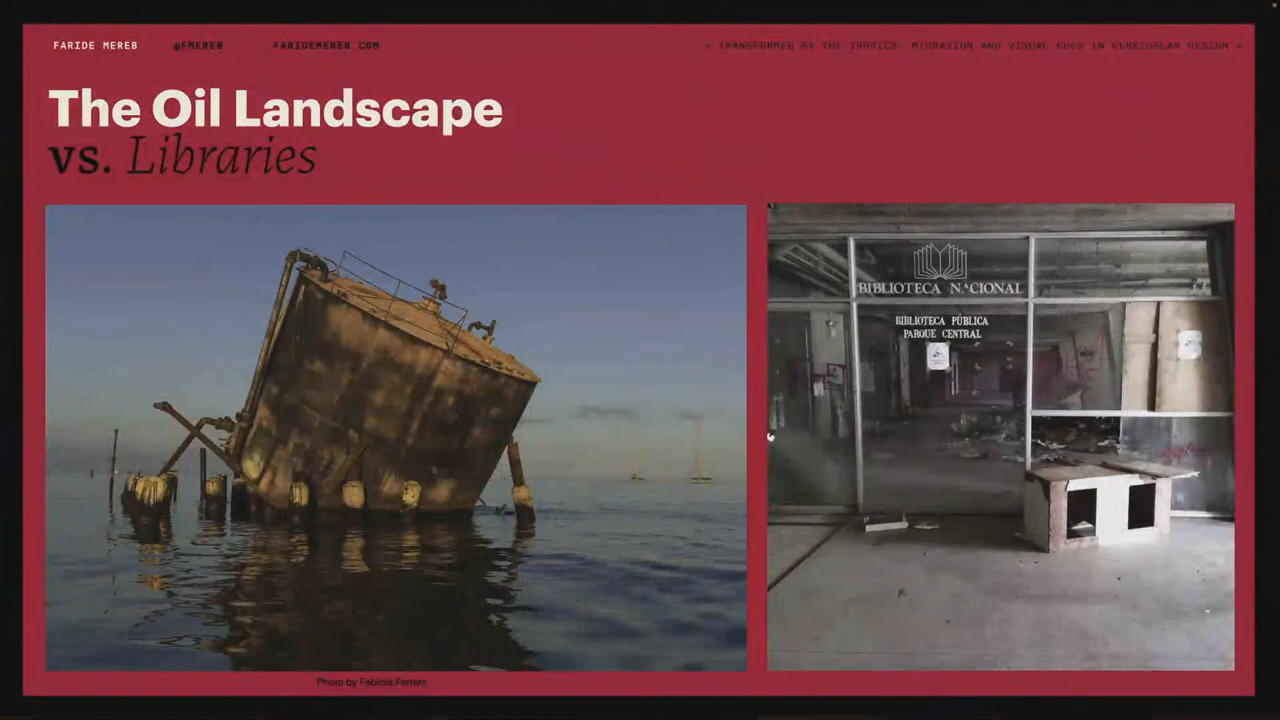 FARIDE MEREB @FMEREB FARIDEMEREB.COM > TRANSFORMED BY THE TROPICS: MIGRATION AND VISUAL CUES IN VENEZUELAN DESIGN <
The Oil Landscape
vs. Libraries
BIBLIOTECA NACIONAL
BIBLIOTECA PÚBLICA
PARQUE CENTRAL
Photo by Fabiola Ferrero